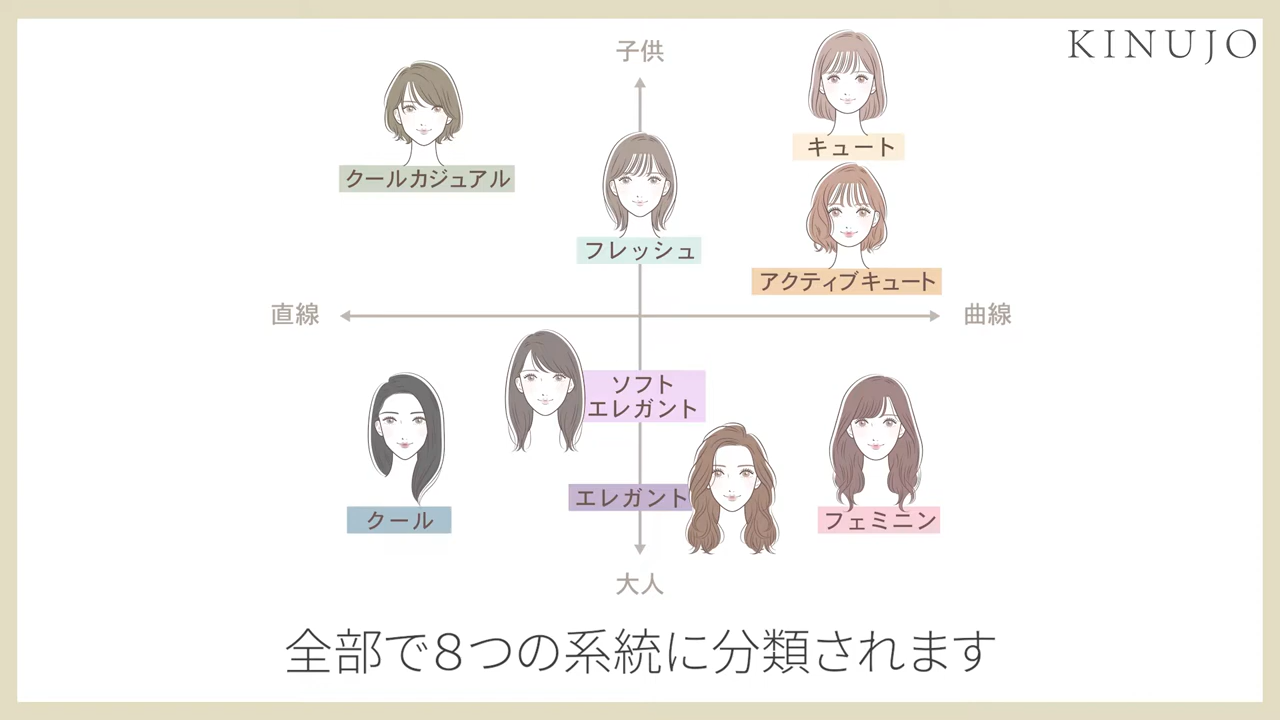 KINUJO
子供
キュート
クールカジュアル
フレッシュ
アクティブキュート
直線
曲線
ソフト
エレガント
エレガント
クール
フェミニン
大人
全部で8つの系統に分類されます